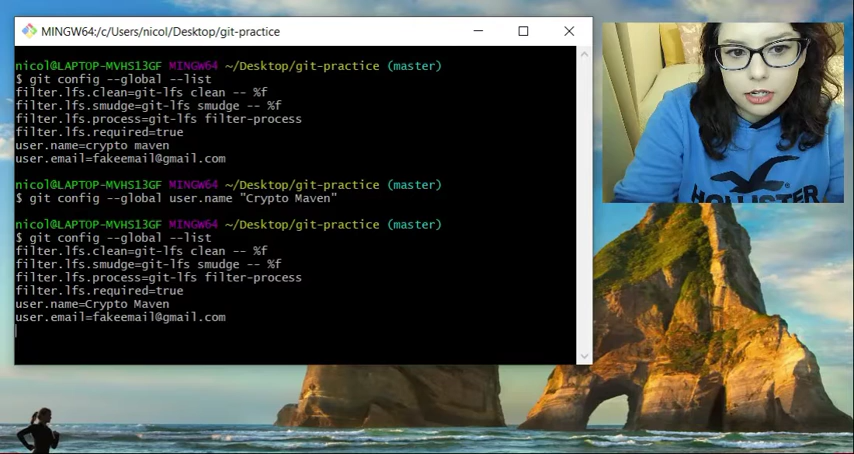 MINGW64:/c/Users/nicol/Desktop/git-practice
nicol@LAPTOP-MVHS13GF MINGW64 ~/Desktop/git-practice (master)
$ git config --global --list
filter.lfs.clean=git-lfs clean -- %f
filter.lfs.smudge=git-lfs smudge -- %f
filter.lfs.process=git-lfs filter-process
filter.lfs.required=true
user.name=crypto maven
user.email=fakeemail@gmail.com
nicol@LAPTOP-MVHS13GF MINGW64 ~/Desktop/git-practice (master)
$ git config --global user.name "Crypto Maven"
nicol@LAPTOP-MVHS13GF MINGW64 ~/Desktop/git-practice (master)
$ git config --global --list
filter.lfs.clean=git-lfs clean -- %f
filter.lfs.smudge=git-lfs smudge -- %f
filter.lfs.process=git-lfs filter-process
filter.lfs.required=true
user.name=Crypto Maven
user.email=fakeemail@gmail.com
HOLLISTER